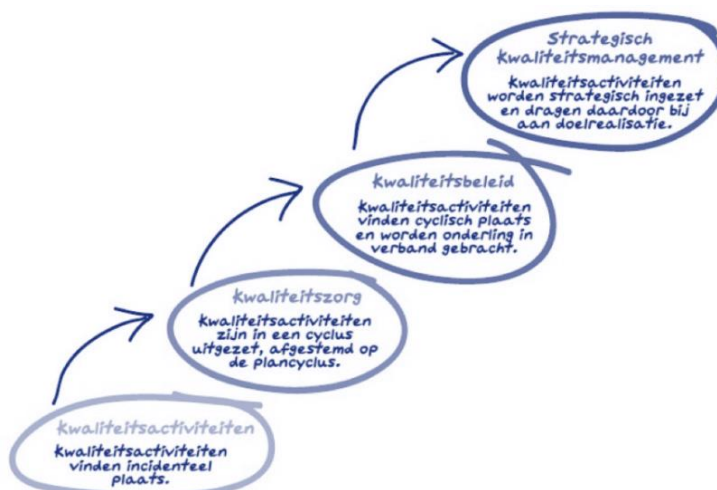 Strategisch
kwaliteitsmanagement
Kwaliteitsactiviteiten
worden strategisch ingezet
en dragen daardoor bij
aan doelrealisatie.
Kwaliteitsbeleid
Kwaliteitsactiviteiten
vinden cyclisch plaats
en worden onderling in
verband gebracht.
Kwaliteitszorg
Kwaliteitsactiviteiten
zijn in een cyclus
uitgezet, afgestemd op
de plancyclus.
Kwaliteitsactiviteiten
Kwaliteitsactiviteiten
vinden incidenteel
plaats.